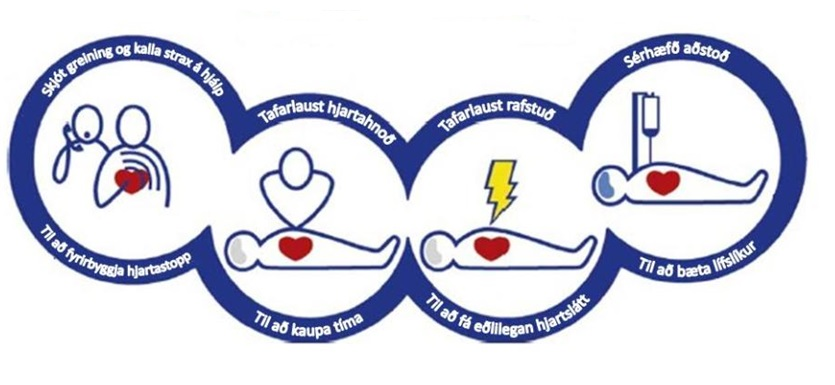 Skjót greining og kalla strax á hjálp
Til að fyrirbyggja hjartastopp
Tafarlaust hjartahnoð
Til að kaupa tíma
Tafarlaust rafstuð
Til að fá eðlilegan hjartslátt
Sérhæfð aðstoð
Til að bæta lífslíkur